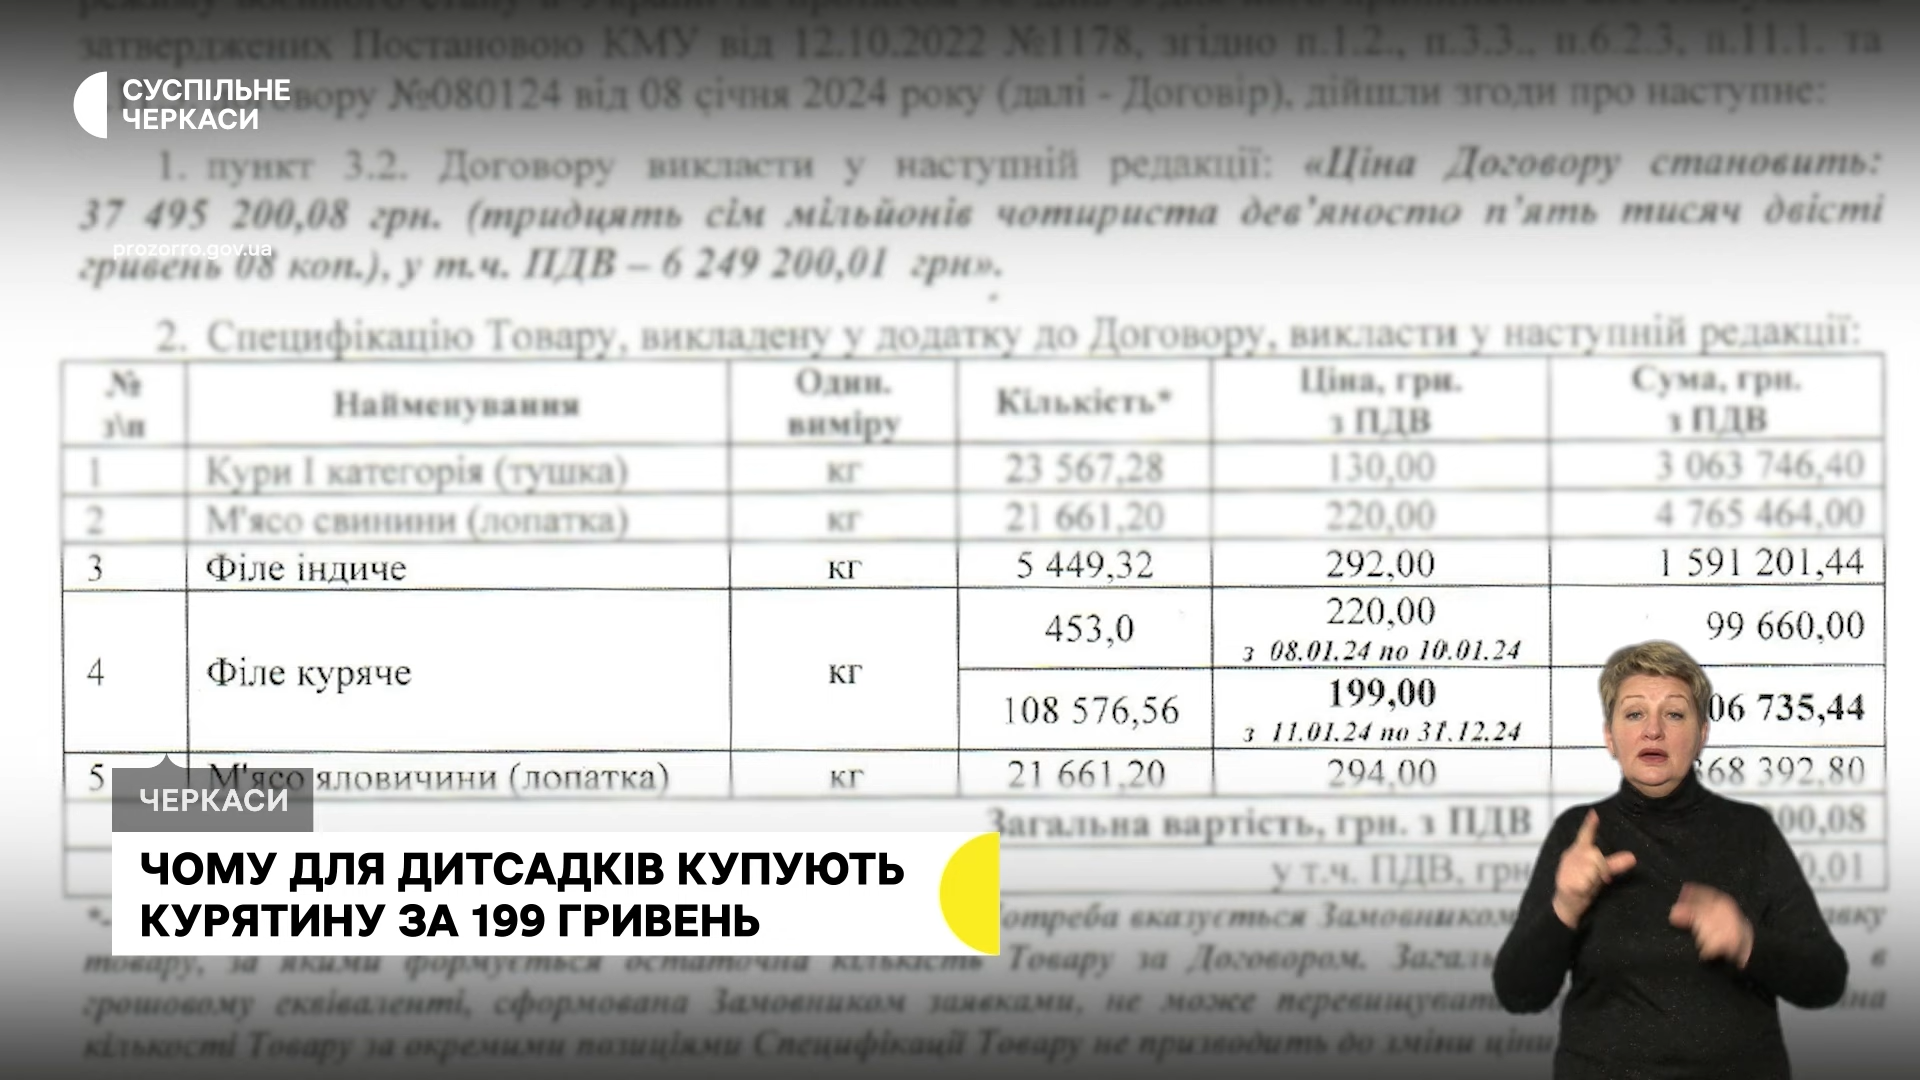 затверджених Постановою КМУ від 12.10.2022 №1178, згідно п.1.2., п.3.3., п.6.2.3, п.11.1. та
СУСПІЛЬНЕ
ЧЕРКАСИ
№080124 від 08 січня 2024 року (далі - Договір), дійшли згоди про наступне:
1. пункт 3.2. Договору викласти у наступній редакції: «Ціна Договору становить:
37 495 200,08 грн. (тридцять сім мільйонів чотириста дев’яносто п’ять тисяч двісті
prozorro.gov.ua
гривень 08 коп.), у т.ч. ПДВ – 6 249 200,01 грн».
2. Специфікацію Товару, викладену у додатку до Договору, викласти у наступній редакції:
№ з\п Найменування Один. виміру Кількість* Ціна, грн. з ПДВ Сума, грн. з ПДВ
1 Кури І категорія (тушка) кг 23 567,28 130,00 3 063 746,40
2 М'ясо свинини (лопатка) кг 21 661,20 220,00 4 765 464,00
3 Філе індиче кг 5 449,32 292,00 1 591 201,44
4 Філе куряче кг 453,0 220,00 99 660,00
з 08.01.24 по 10.01.24
108 576,56 199,00 06 735,44
з 11.01.24 по 31.12.24
5 М'ясо яловичини (лопатка) кг 21 661,20 294,00 368 392,80
Загальна вартість, грн. з ПДВ 00,08
у т.ч. ПДВ, грн 0,01
ЧЕРКАСИ
ЧОМУ ДЛЯ ДИТСАДКІВ КУПУЮТЬ
КУРЯТИНУ ЗА 199 ГРИВЕНЬ
потреба вказується Замовником
товару, за якими формується остаточна кількість Товару за Договором. в
грошовому еквіваленті, сформована Замовником заявками, не може
кількості Товару за окремими позиціями Специфікації Товару не призводить до зміни ціни